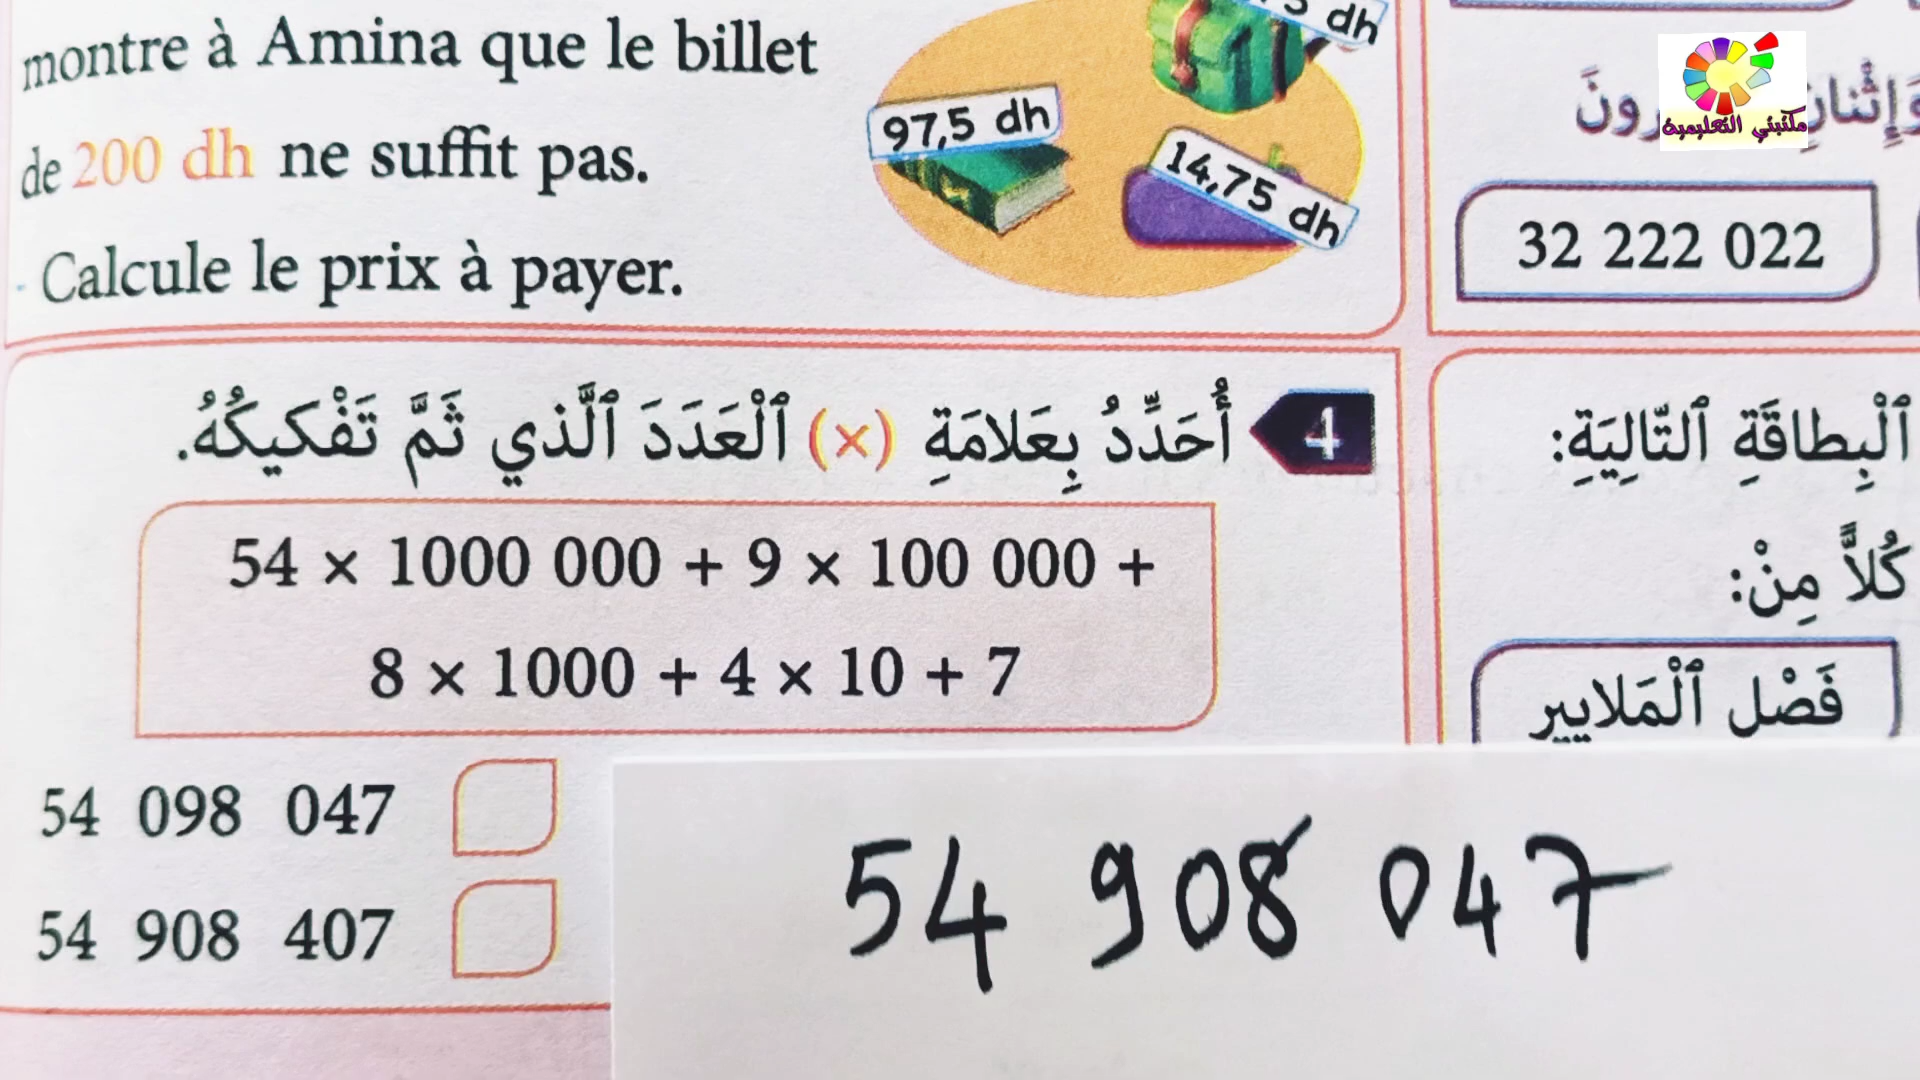 montre à Amina que le billet
de 200 dh ne suffit pas.
- Calcule le prix à payer.
5 dh
97,5 dh
14,75 dh
مكتبتي التعليمية
32 222 022
4 أُحَدِّدُ بِعَلامَةِ (×) ٱلْعَدَدَ ٱلَّذي ثَمَّ تَفْكيكُهُ.
54 × 1000 000 + 9 × 100 000 +
8 × 1000 + 4 × 10 + 7
54 098 047
54 908 407
54 908 047
ٱلْبِطاقَةِ ٱلتّالِيَةِ:
كُلاًّ مِنْ:
فَصْل ٱلْمَلايير